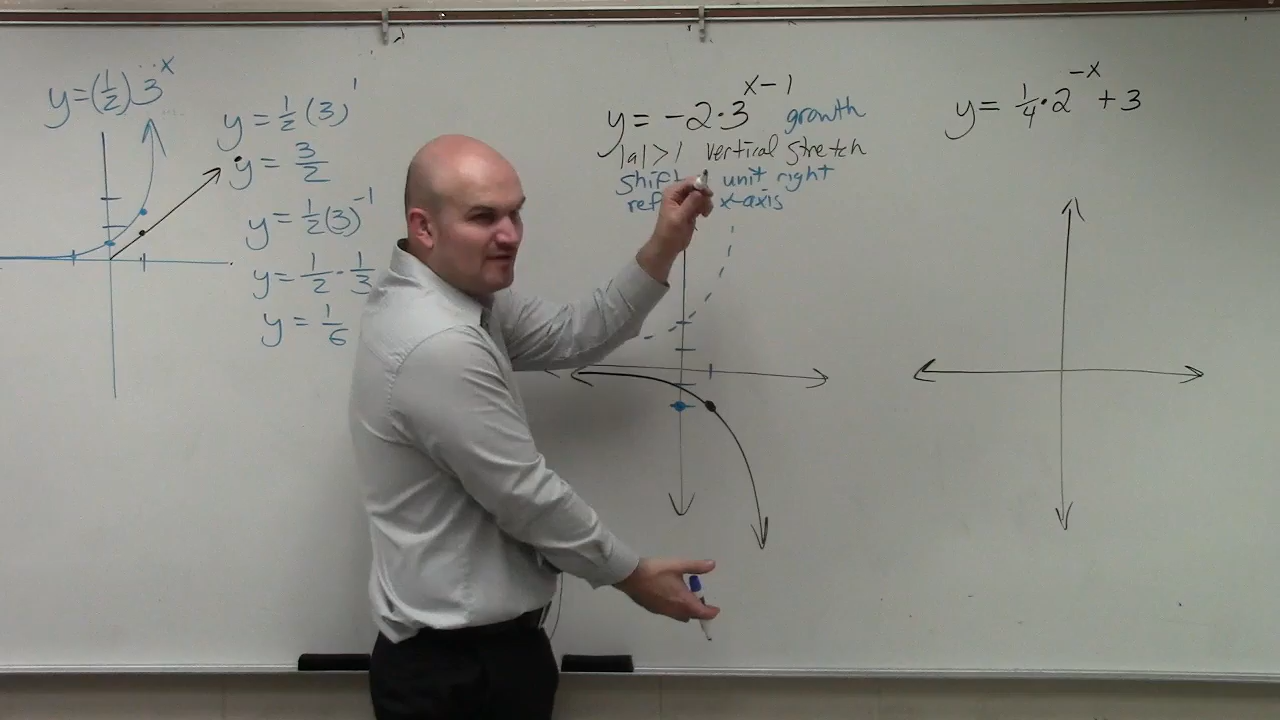 y = (1/2) 3^x
y = 1/2 (3)^1
y = 3/2
y = 1/2 (3)^-1
y = 1/2 · 1/3
y = 1/6
y = -2·3^x-1 growth
|a| > 1 vertical stretch
shift unit right
x-axis
y = 1/4 · 2^-x + 3